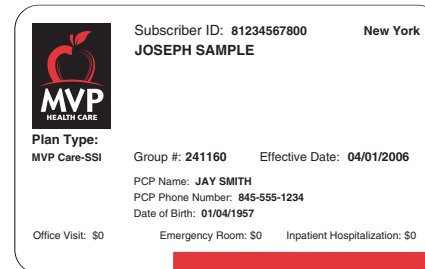 Subscriber ID: 81234567800 New York
JOSEPH SAMPLE
MVP
HEALTH CARE
Plan Type:
MVP Care-SSI Group #: 241160 Effective Date: 04/01/2006
PCP Name: JAY SMITH
PCP Phone Number: 845-555-1234
Date of Birth: 01/04/1957
Office Visit: $0 Emergency Room: $0 Inpatient Hospitalization: $0